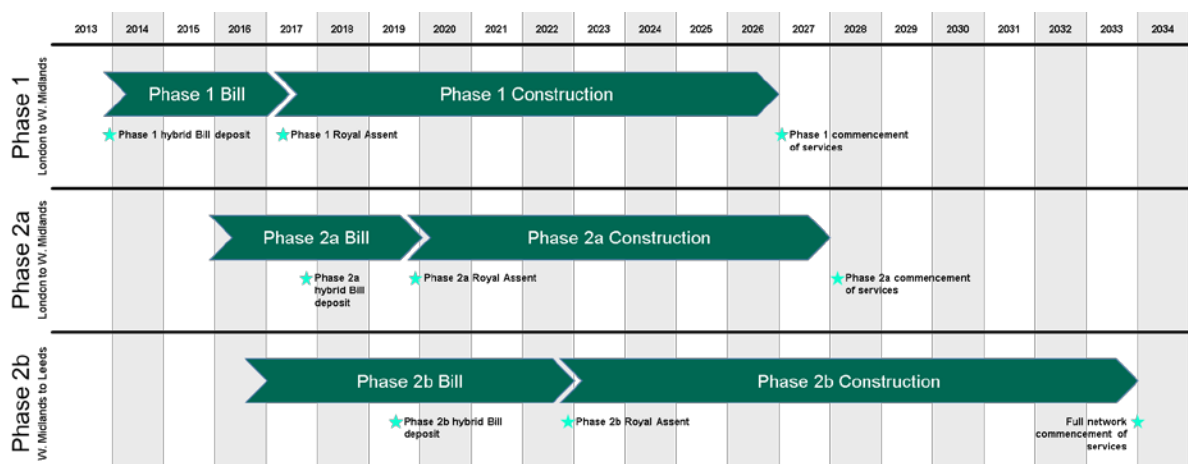 2013 2014 2015 2016 2017 2018 2019 2020 2021 2022 2023 2024 2025 2026 2027 2028 2029 2030 2031 2032 2033 2034
Phase 1
London to W. Midlands
Phase 1 Bill
Phase 1 Construction
Phase 1 hybrid Bill deposit
Phase 1 Royal Assent
Phase 1 commencement
of services
Phase 2a
London to W. Midlands
Phase 2a Bill
Phase 2a Construction
Phase 2a
hybrid Bill
deposit
Phase 2a Royal Assent
Phase 2a commencement
of services
Phase 2b
W. Midlands to Leeds
Phase 2b Bill
Phase 2b Construction
Phase 2b hybrid Bill
deposit
Phase 2b Royal Assent
Full network
commencement of
services